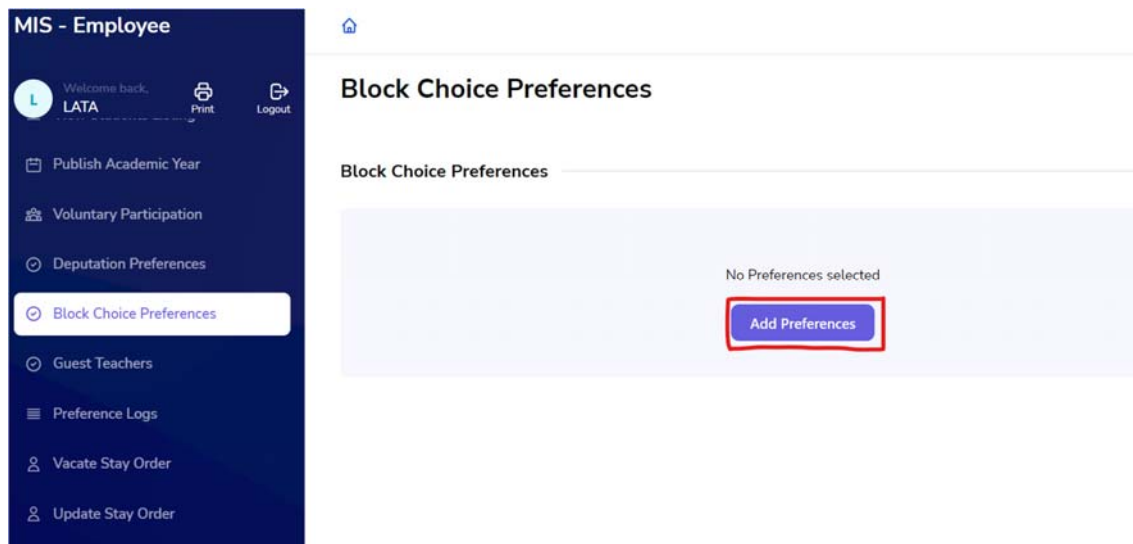 MIS - Employee
Welcome back,
LATA
Print
Logout
Publish Academic Year
Voluntary Participation
Deputation Preferences
Block Choice Preferences
Guest Teachers
Preference Logs
Vacate Stay Order
Update Stay Order
Block Choice Preferences
Block Choice Preferences
No Preferences selected
Add Preferences